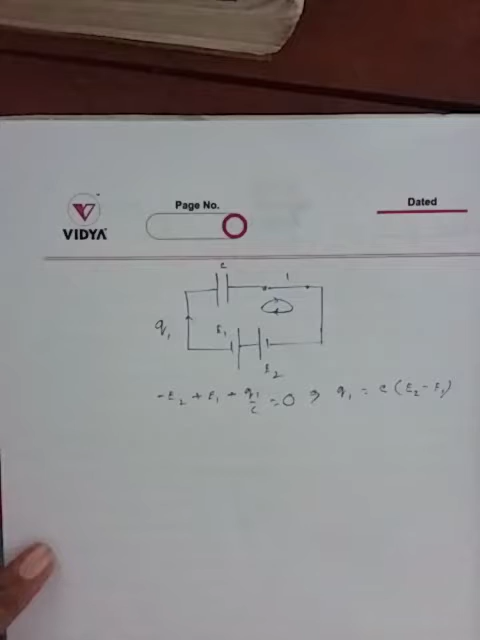 Page No.
Dated
VIDYA
c
1
q₁
E₁
E₂
-E₂ + E₁ + q₁/c = 0 ⇒ q₁ = c (E₂ - E₁)